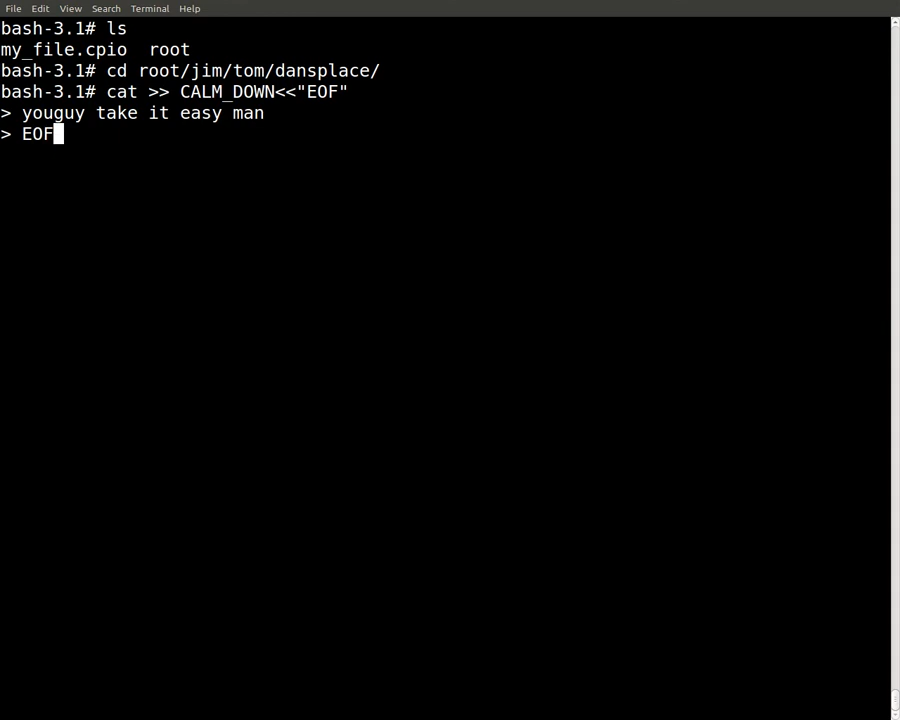 File Edit View Search Terminal Help
bash-3.1# ls
my_file.cpio  root
bash-3.1# cd root/jim/tom/dansplace/
bash-3.1# cat >> CALM_DOWN<<"EOF"
> youguy take it easy man
> EOF